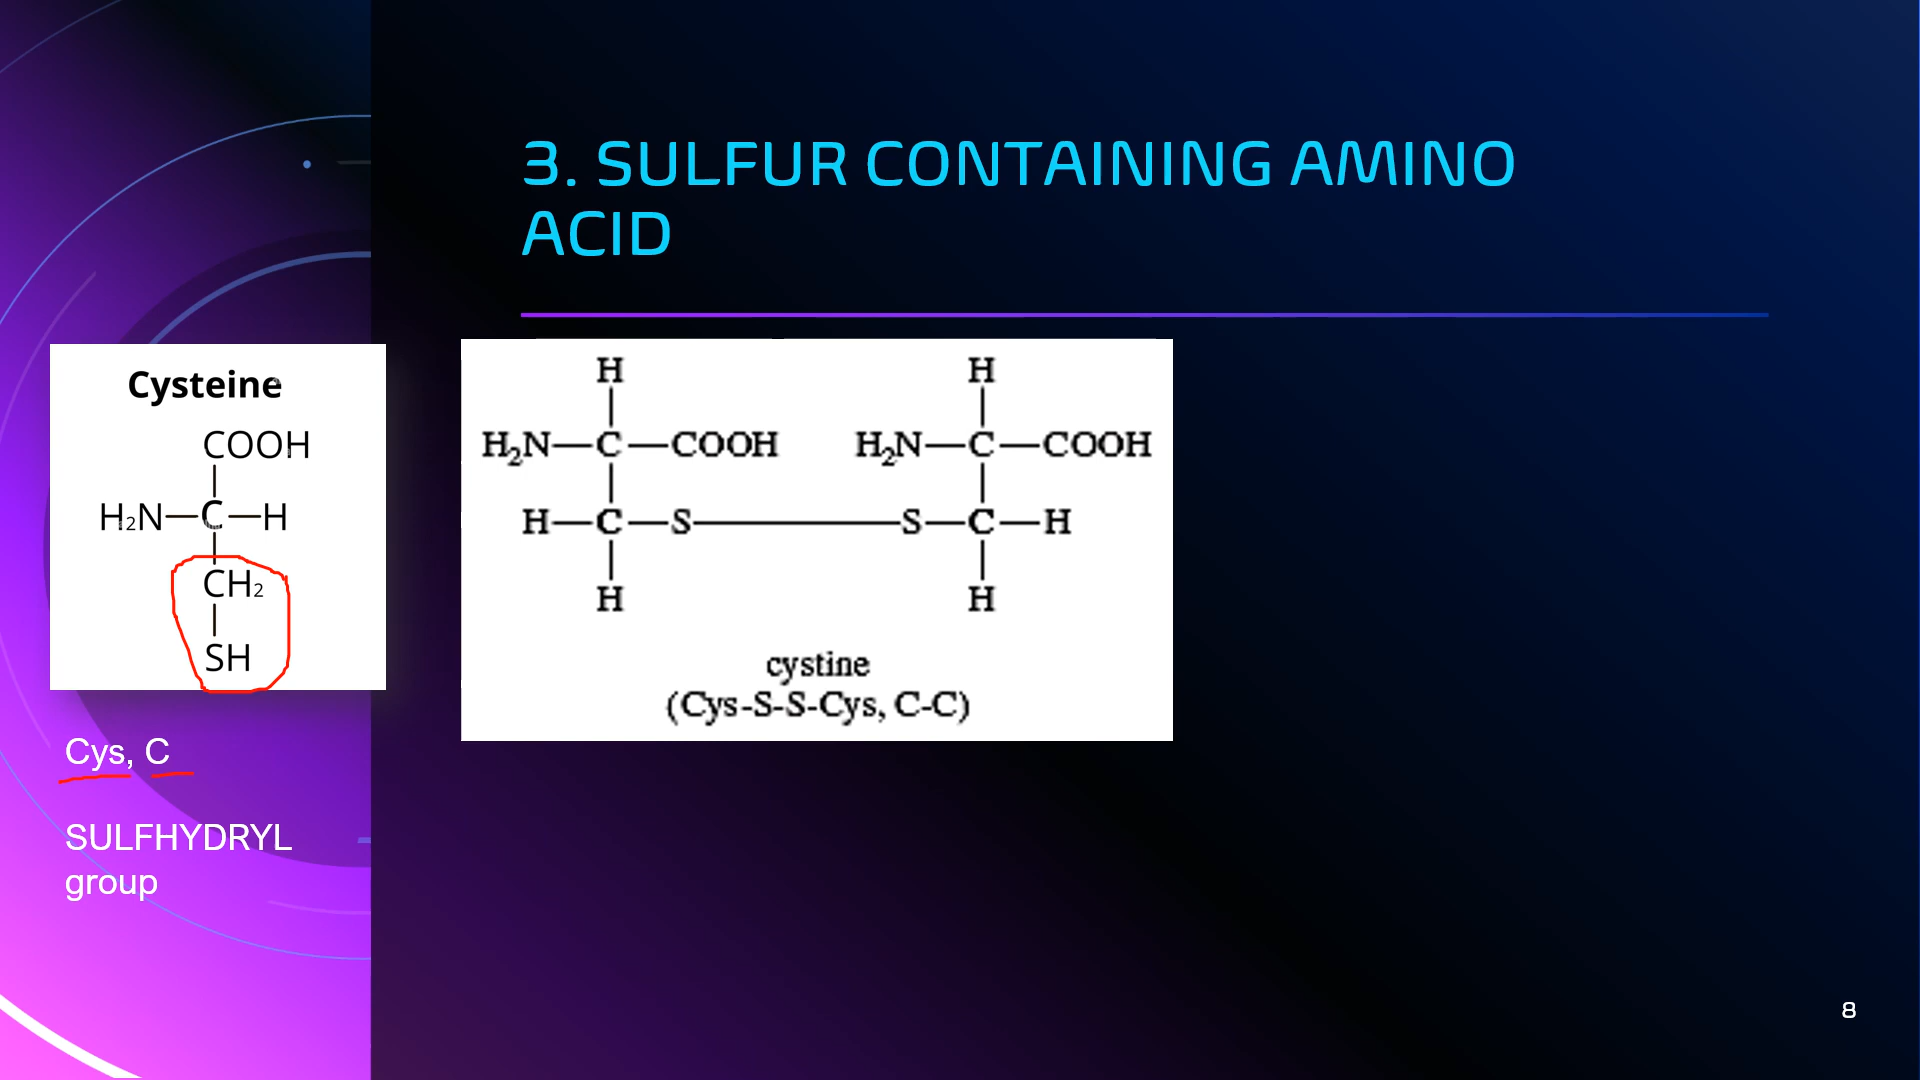 3. SULFUR CONTAINING AMINO
ACID
Cysteine
COOH
H₂N—C—H
CH₂
SH
Cys, C
SULFHYDRYL
group
H H
H₂N—C—COOH H₂N—C—COOH
H—C—S—S—C—H
H H
cystine
(Cys-S-S-Cys, C-C)
8